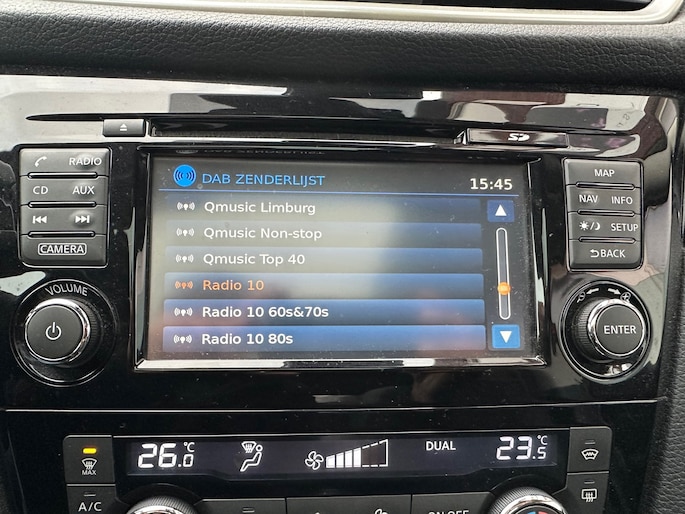 SD
RADIO
CD AUX
CAMERA
VOLUME
DAB ZENDERLIJST 15:45
Qmusic Limburg
Qmusic Non-stop
Qmusic Top 40
Radio 10
Radio 10 60s&70s
Radio 10 80s
MAP
NAV INFO
SETUP
BACK
ENTER
MAX
26.0 °C
DUAL
23.5 °C
A/C
ON·OFF